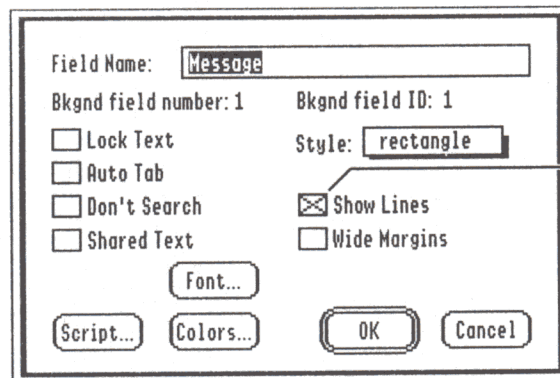 Field Name: Message
Bkgnd field number: 1 Bkgnd field ID: 1
Lock Text
Style: rectangle
Auto Tab
Don't Search
Show Lines
Shared Text
Wide Margins
Font...
Script... Colors... OK Cancel